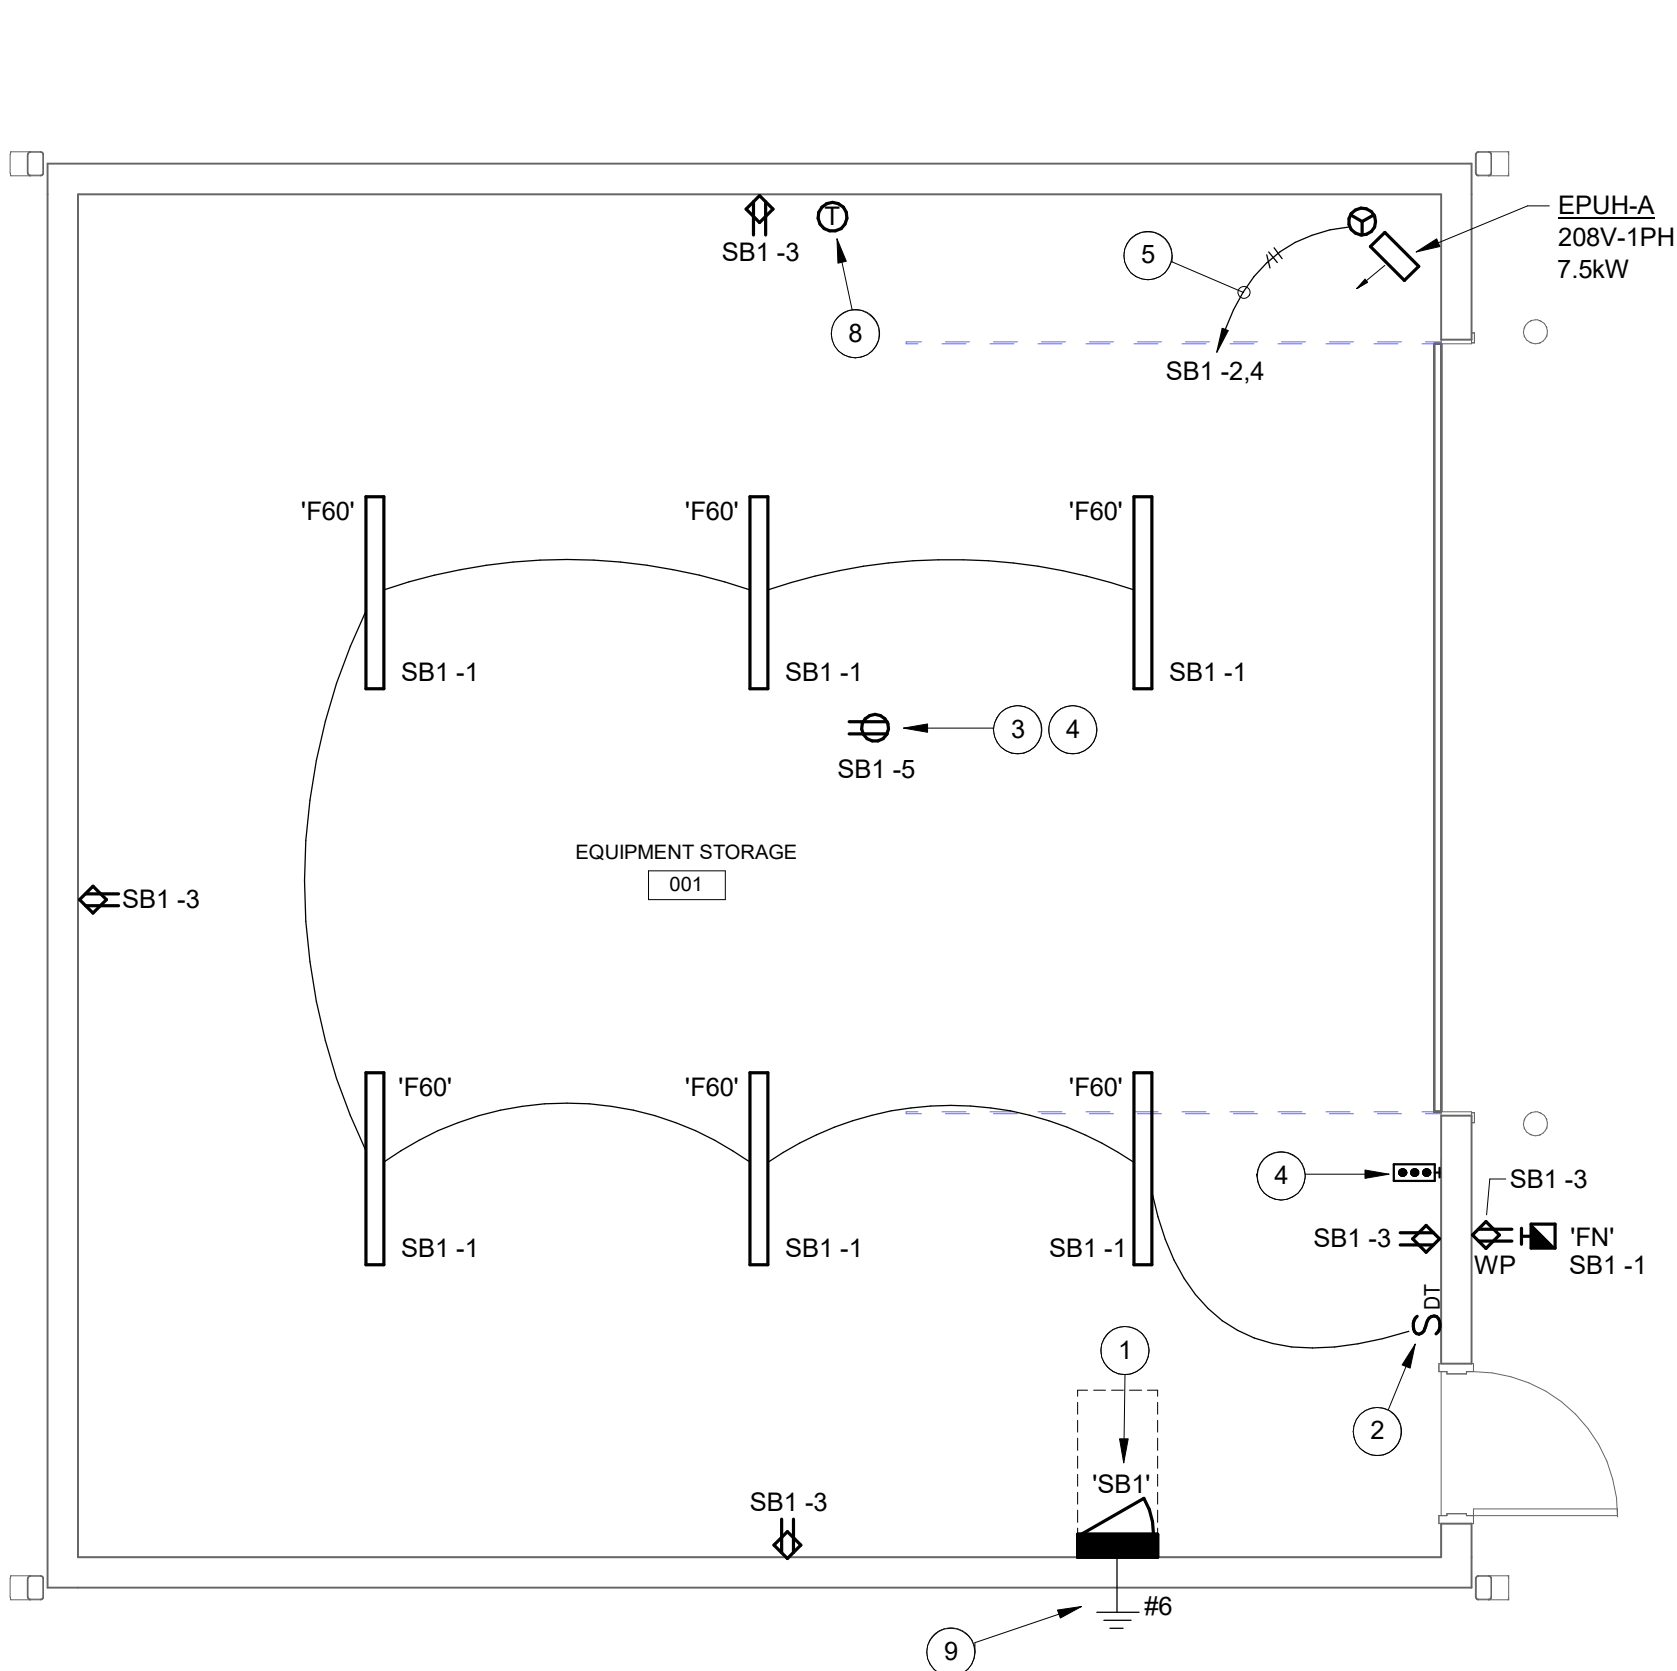 EPUH-A
208V-1PH
7.5kW
T
SB1 -3
5
8
SB1 -2,4
'F60'
'F60'
'F60'
SB1 -1
SB1 -1
SB1 -1
3
4
SB1 -5
EQUIPMENT STORAGE
001
SB1 -3
'F60'
'F60'
'F60'
4
SB1 -3
SB1 -3
'FN'
SB1 -1
WP
SB1 -1
SB1 -1
SB1 -1
S DT
1
2
'SB1'
SB1 -3
#6
9